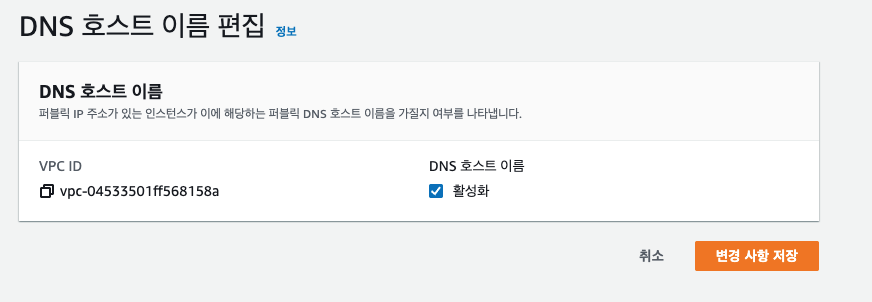 DNS 호스트 이름 편집 정보
DNS 호스트 이름
퍼블릭 IP 주소가 있는 인스턴스가 이에 해당하는 퍼블릭 DNS 호스트 이름을 가질지 여부를 나타냅니다.
VPC ID
vpc-04533501ff568158a
DNS 호스트 이름
활성화
취소
변경 사항 저장